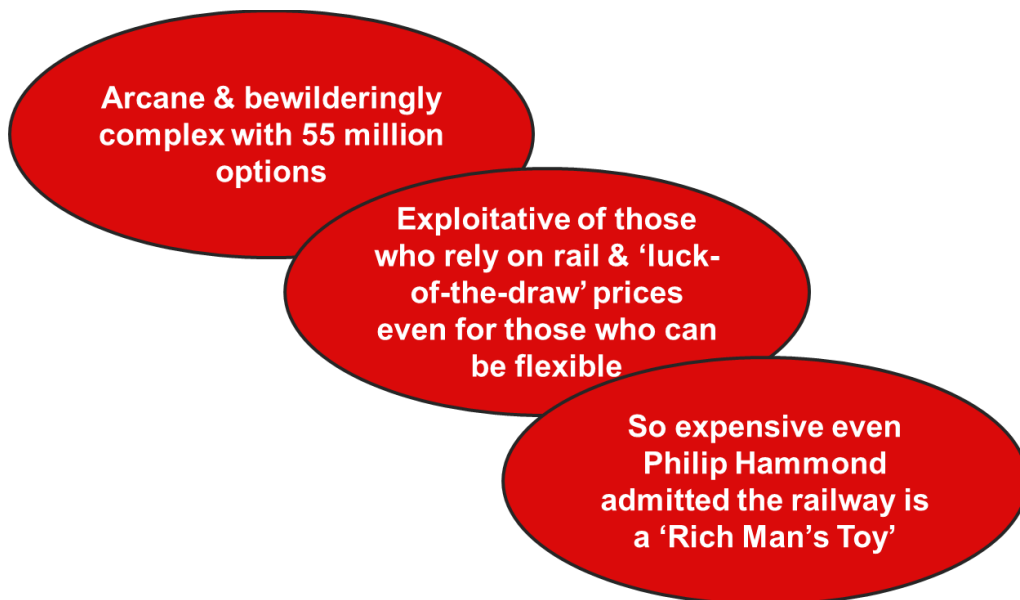 Arcane & bewilderingly
complex with 55 million
options
Exploitative of those
who rely on rail & ‘luck-
of-the-draw’ prices
even for those who can
be flexible
So expensive even
Philip Hammond
admitted the railway is
a ‘Rich Man’s Toy’